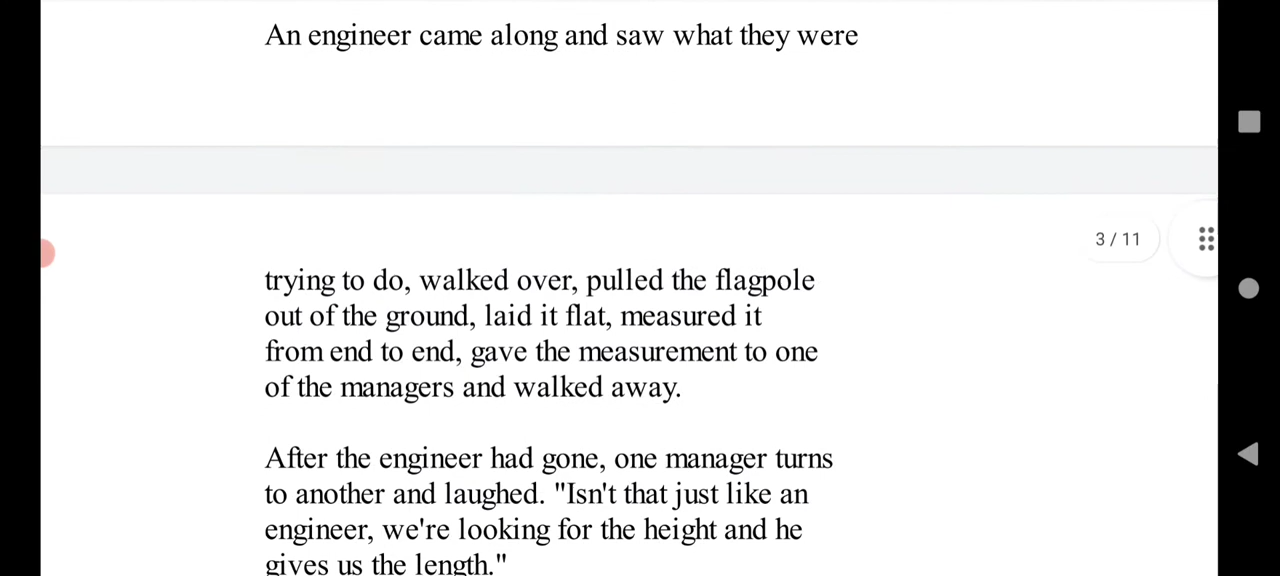 An engineer came along and saw what they were
3 / 11
trying to do, walked over, pulled the flagpole
out of the ground, laid it flat, measured it
from end to end, gave the measurement to one
of the managers and walked away.
After the engineer had gone, one manager turns
to another and laughed. "Isn't that just like an
engineer, we're looking for the height and he
gives us the length."